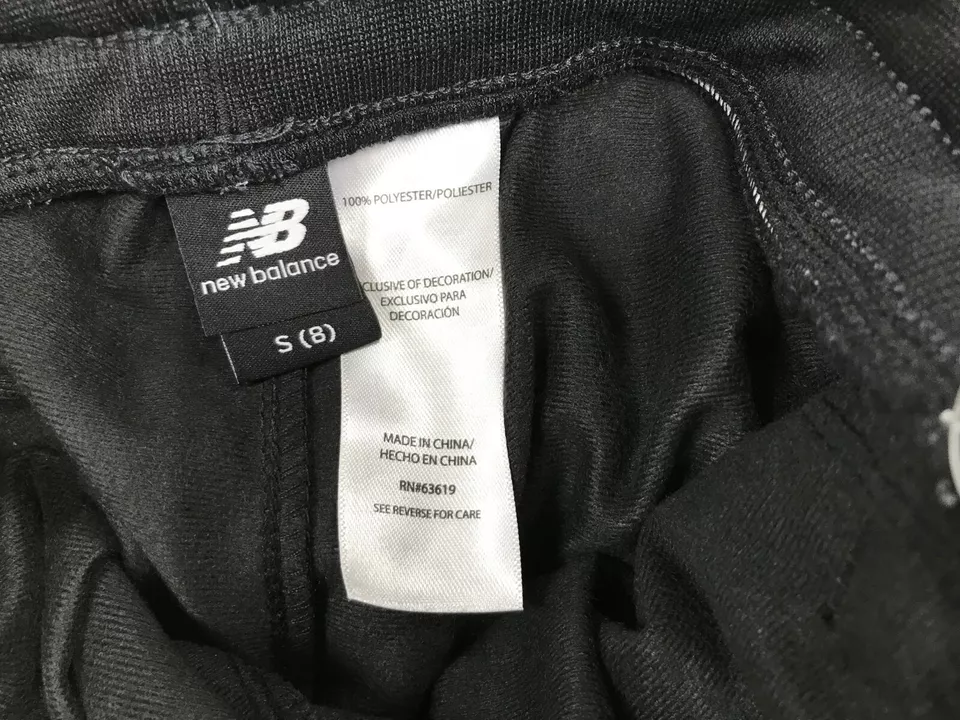 NB
new balance
S (8)
100% POLYESTER/POLIESTER
OF DECORATION/
EXCLUSIVO PARA
DECORACIÓN
MADE IN CHINA/
HECHO EN CHINA
RN#63619
SEE REVERSE FOR CARE